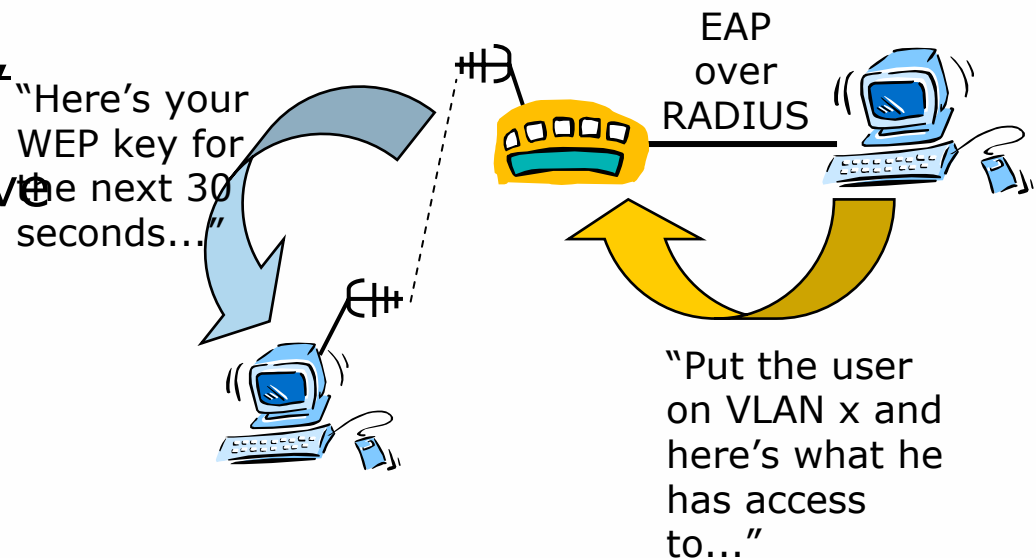 EAP
over
RADIUS
“Here’s your
WEP key for
the next 30
seconds…”
“Put the user
on VLAN x and
here’s what he
has access
to…”